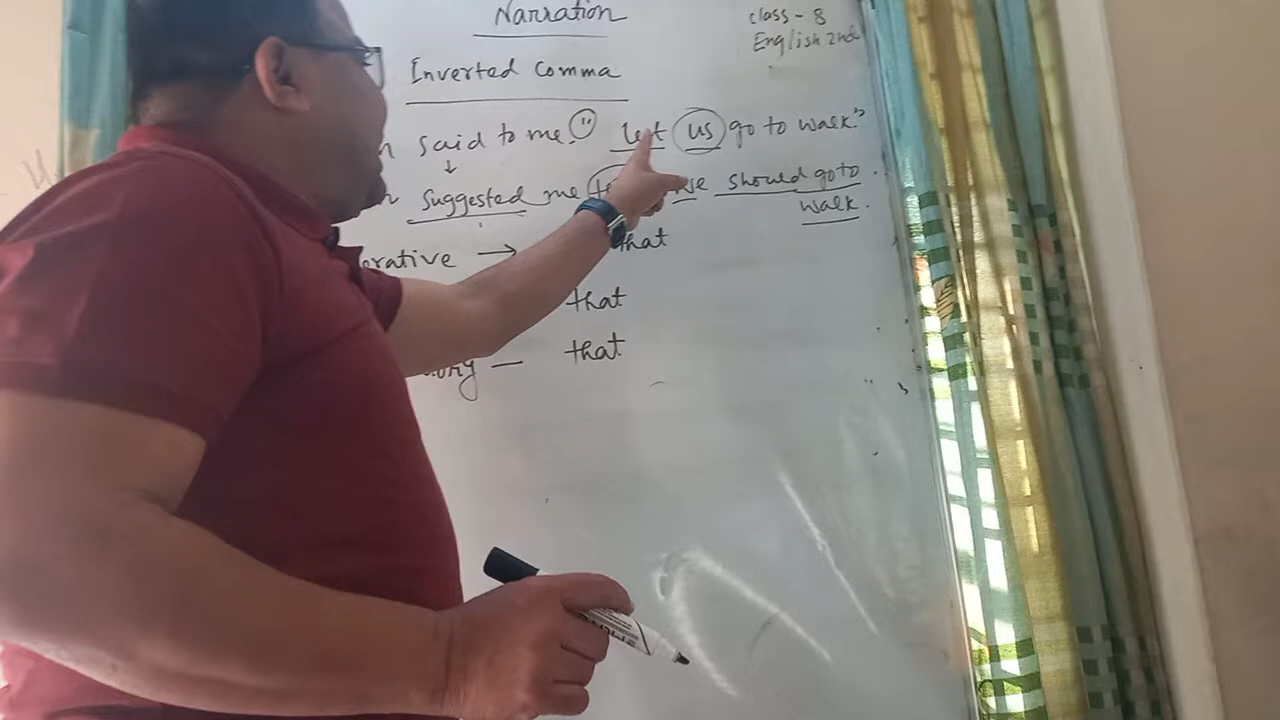 Narration
class - 8
English 2nd
Inverted Comma
said to me. " let us go to walk."
↓
Suggested me we should go to walk.
→ that
that
— that